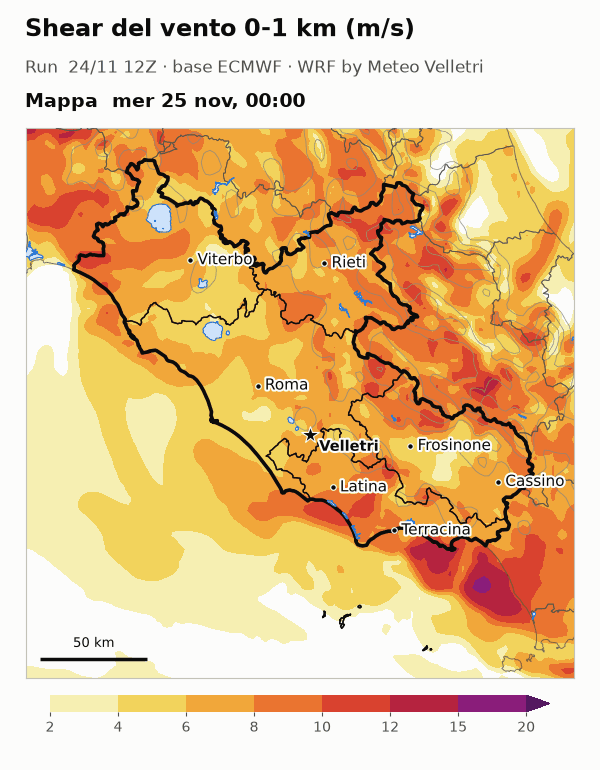 Shear del vento 0-1 km (m/s)
Run  24/11 12Z · base ECMWF · WRF by Meteo Velletri
Mappa  mer 25 nov, 00:00
Viterbo
Rieti
Roma
Velletri
Frosinone
Latina
Cassino
Terracina
50 km
2 4 6 8 10 12 15 20